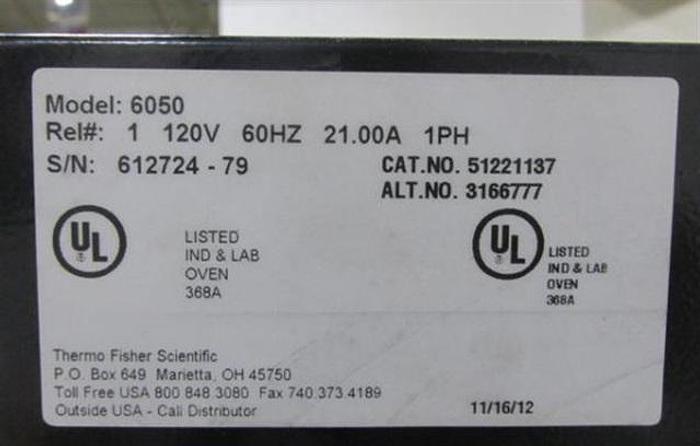 Model: 6050
Rel#: 1 120V 60HZ 21.00A 1PH
S/N: 612724 - 79
CAT.NO. 51221137
ALT.NO. 3166777
UL
LISTED
IND & LAB
OVEN
368A
UL
LISTED
IND & LAB
OVEN
368A
Thermo Fisher Scientific
P.O. Box 649 Marietta, OH 45750
Toll Free USA 800 848.3080 Fax 740.373.4189
Outside USA - Call Distributor
11/16/12